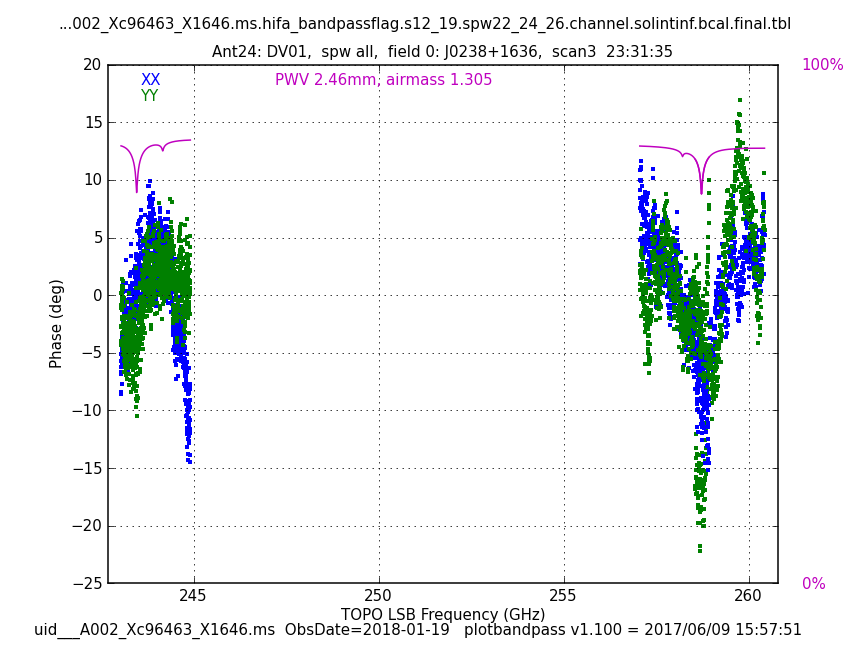 ...002_Xc96463_X1646.ms.hifa_bandpassflag.s12_19.spw22_24_26.channel.solintinf.bcal.final.tbl
Ant24: DV01,  spw all,  field 0: J0238+1636,  scan3  23:31:35
20
100%
XX
PWV 2.46mm, airmass 1.305
YY
15
10
5
0
Phase (deg)
−5
−10
−15
−20
−25
0%
245
250
255
260
TOPO LSB Frequency (GHz)
uid___A002_Xc96463_X1646.ms  ObsDate=2018-01-19   plotbandpass v1.100 = 2017/06/09 15:57:51